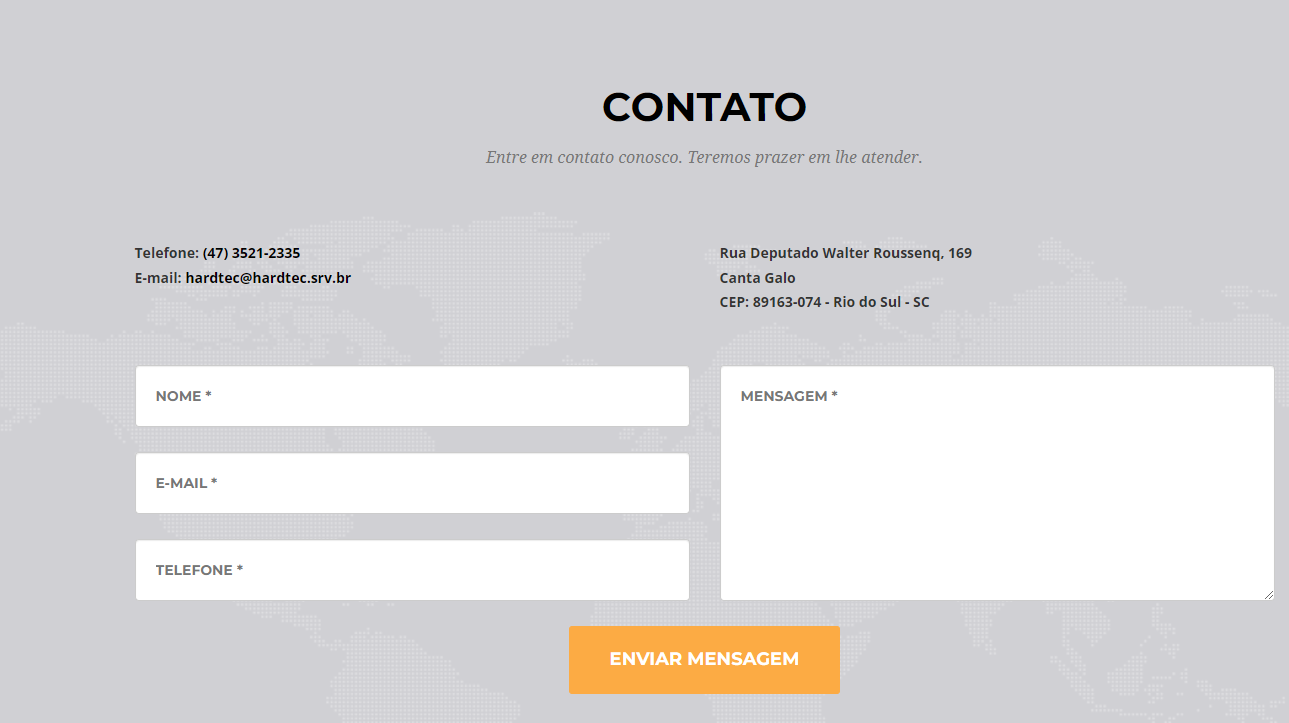 CONTATO
Entre em contato conosco. Teremos prazer em lhe atender.
Telefone: (47) 3521-2335
E-mail: hardtec@hardtec.srv.br
Rua Deputado Walter Roussenq, 169
Canta Galo
CEP: 89163-074 - Rio do Sul - SC
NOME *
E-MAIL *
TELEFONE *
MENSAGEM *
ENVIAR MENSAGEM